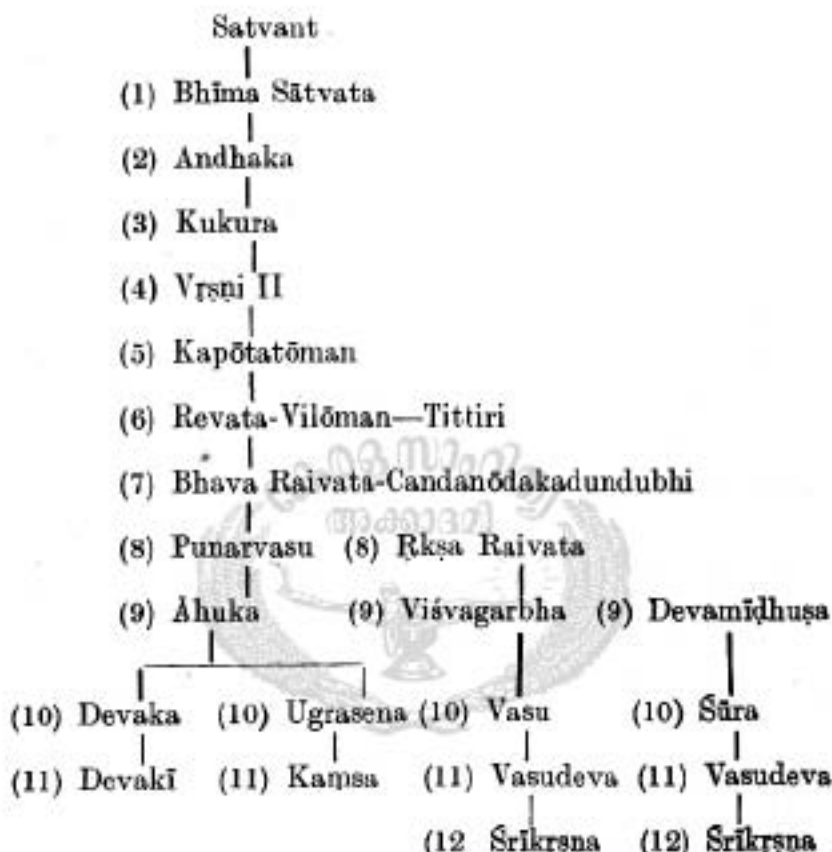 Satvant
(1) Bhīma Sātvata
(2) Andhaka
(3) Kukura
(4) Vṛṣṇi II
(5) Kapōtatōman
(6) Revata-Vilōman—Tittiri
(7) Bhava Raivata-Candanōdakadundubhi
(8) Punarvasu (8) Ṛkṣa Raivata
(9) Āhuka (9) Viśvagarbha (9) Devamīḍhuṣa
(10) Devaka (10) Ugrasena (10) Vasu (10) Śūra
(11) Devakī (11) Kaṃsa (11) Vasudeva (11) Vasudeva
(12 Śrīkṛṣna (12) Śrīkṛṣna